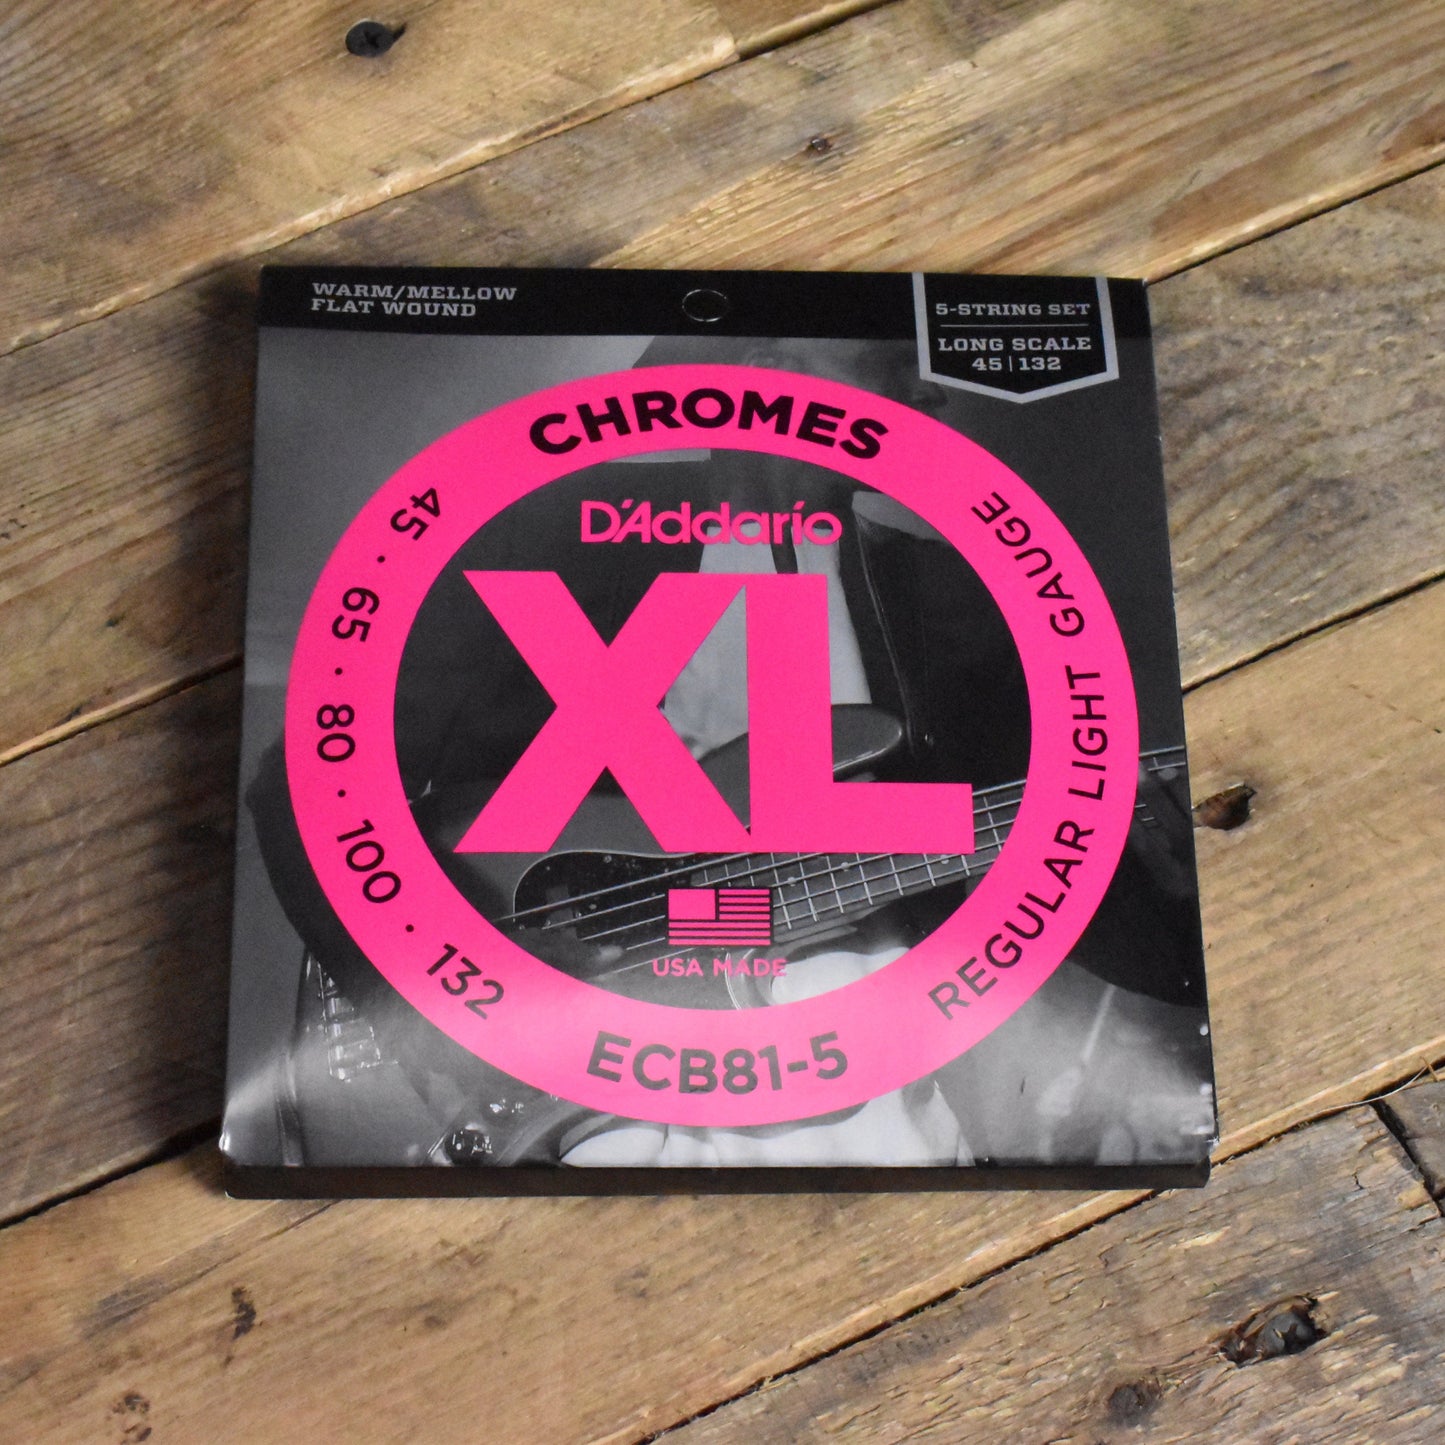 WARM/MELLOW
FLAT WOUND
5-STRING SET
LONG SCALE
45 | 132
CHROMES
D'Addario
XL
USA MADE
45 · 65 · 80 · 100 · 132
ECB81-5
REGULAR LIGHT GAUGE